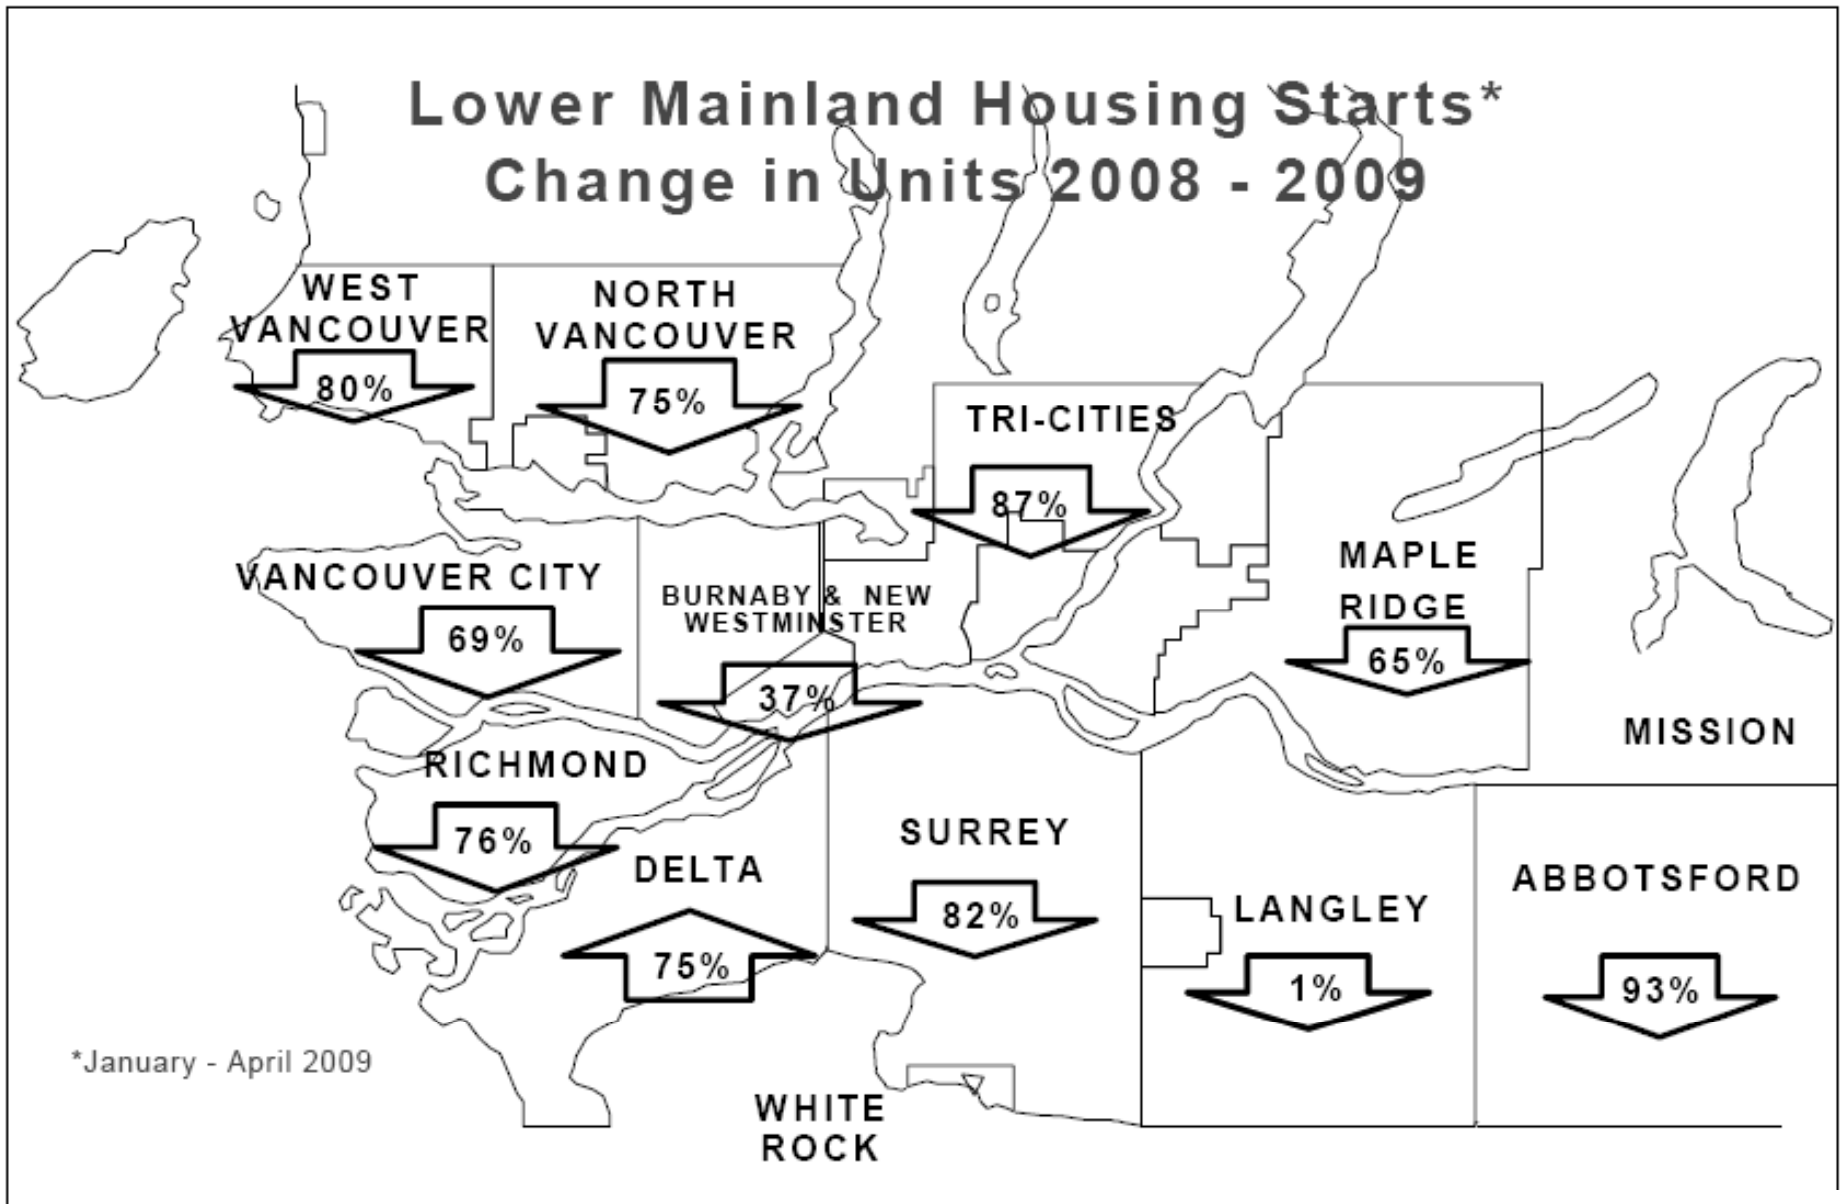 Lower Mainland Housing Starts*
Change in Units 2008 - 2009
WEST
VANCOUVER
80%
NORTH
VANCOUVER
75%
TRI-CITIES
87%
MAPLE
RIDGE
65%
VANCOUVER CITY
69%
BURNABY & NEW
WESTMINSTER
37%
MISSION
RICHMOND
76%
DELTA
75%
SURREY
82%
LANGLEY
1%
ABBOTSFORD
93%
*January - April 2009
WHITE
ROCK